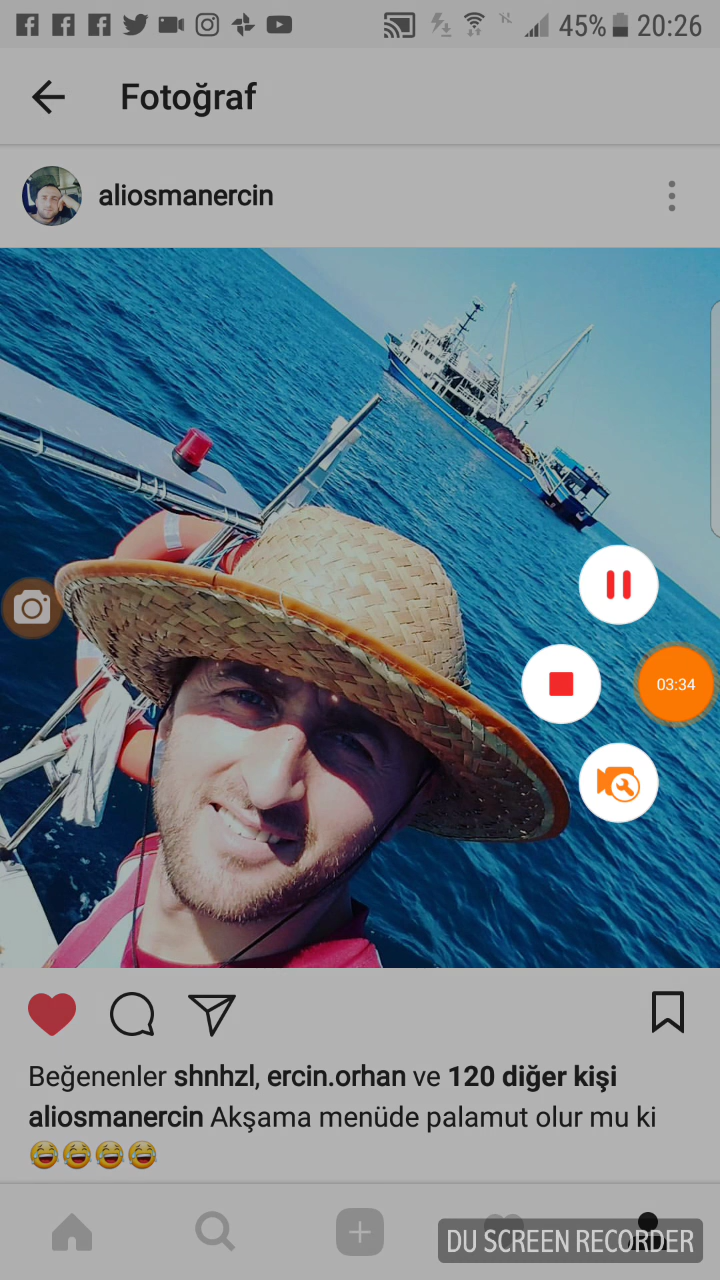 45% 20:26
Fotoğraf
aliosmanercin
03:34
Beğenenler shnhzl, ercin.orhan ve 120 diğer kişi
aliosmanercin Akşama menüde palamut olur mu ki
😂😂😂😂
DU SCREEN RECORDER